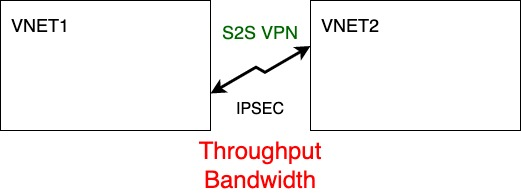 VNET1
S2S VPN
VNET2
IPSEC
Throughput
Bandwidth